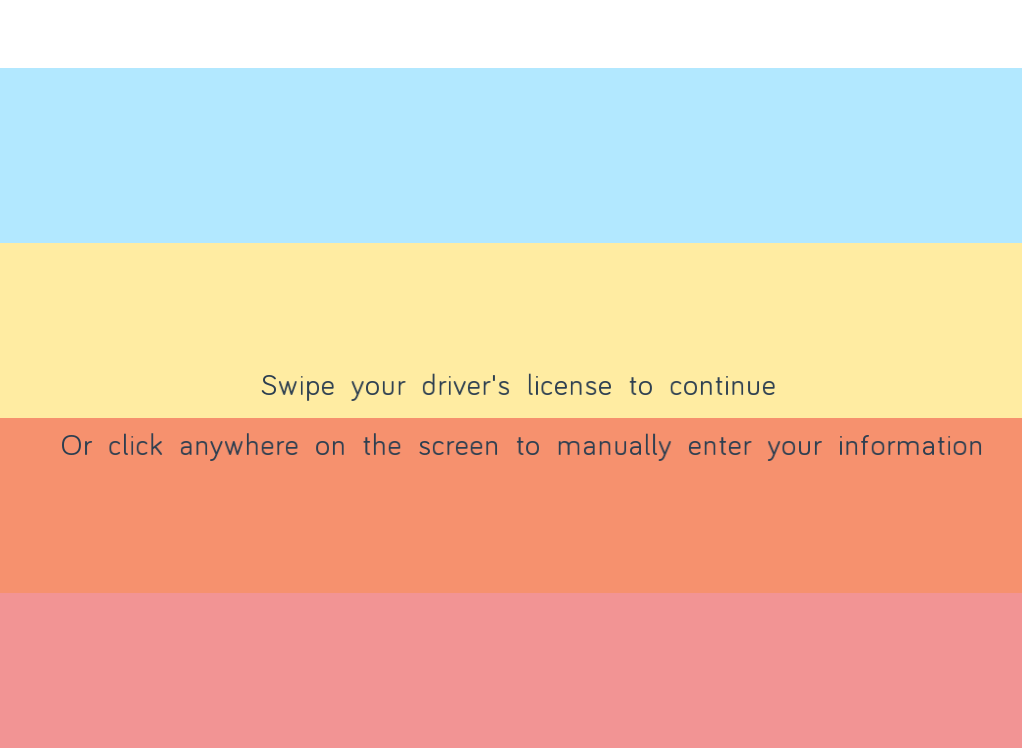 Swipe your driver's license to continue
Or click anywhere on the screen to manually enter your information